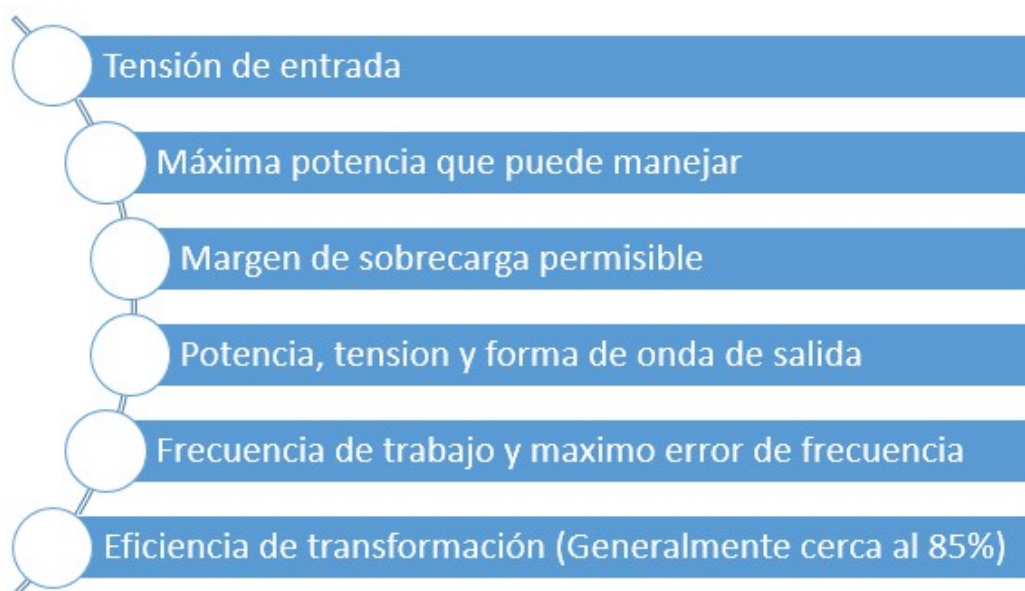 Tensión de entrada
Máxima potencia que puede manejar
Margen de sobrecarga permisible
Potencia, tension y forma de onda de salida
Frecuencia de trabajo y maximo error de frecuencia
Eficiencia de transformación (Generalmente cerca al 85%)